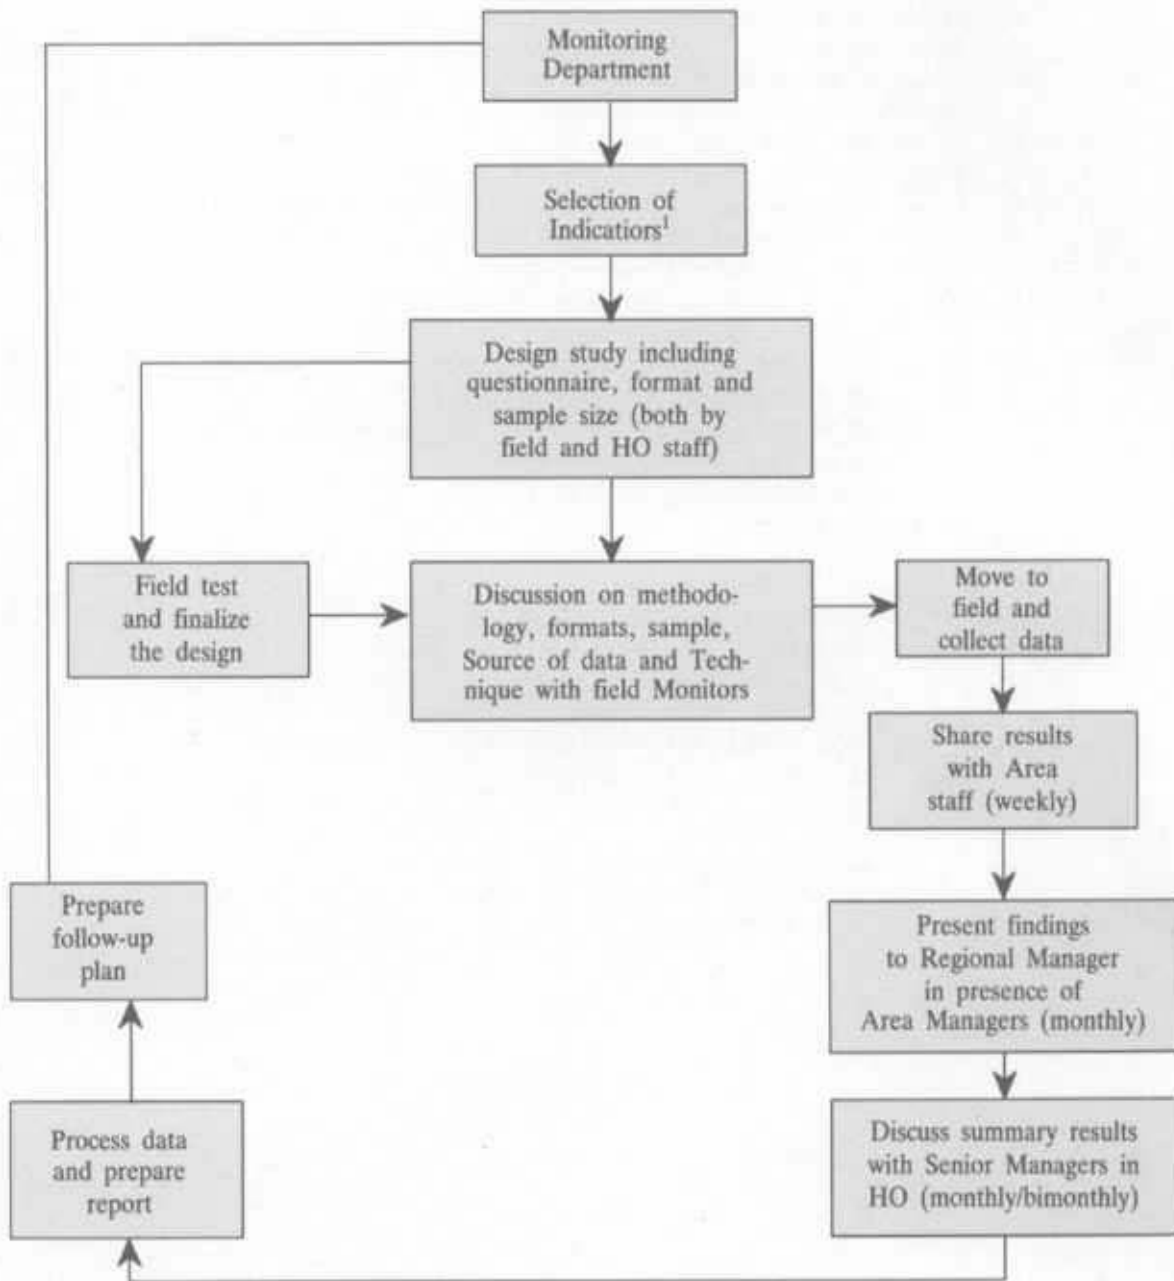 Monitoring
Department
Selection of
Indicatiors¹
Design study including
questionnaire, format and
sample size (both by
field and HO staff)
Field test
and finalize
the design
Discussion on methodo-
logy, formats, sample,
Source of data and Tech-
nique with field Monitors
Move to
field and
collect data
Share results
with Area
staff (weekly)
Present findings
to Regional Manager
in presence of
Area Managers (monthly)
Discuss summary results
with Senior Managers in
HO (monthly/bimonthly)
Process data
and prepare
report
Prepare
follow-up
plan